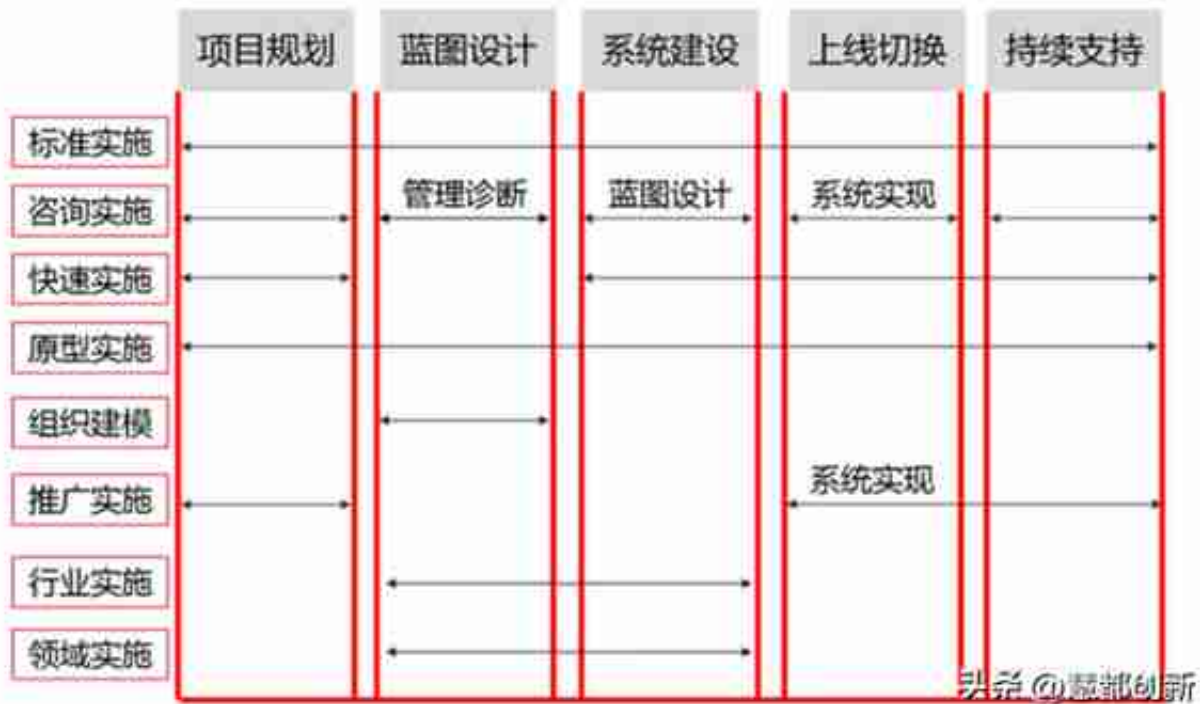 项目规划 蓝图设计 系统建设 上线切换 持续支持
标准实施
管理诊断 蓝图设计 系统实现
咨询实施
快速实施
原型实施
组织建模
系统实现
推广实施
行业实施
领域实施
头条 @慧都创新